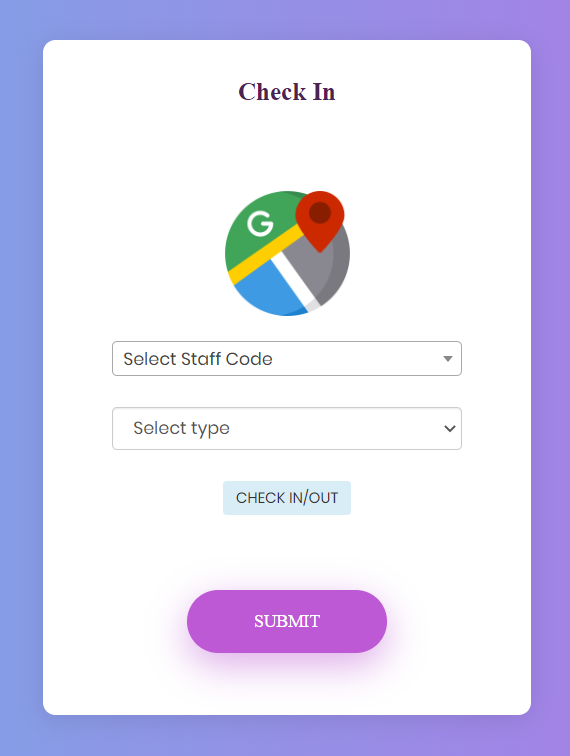 Check In
G
Select Staff Code
Select type
CHECK IN/OUT
SUBMIT